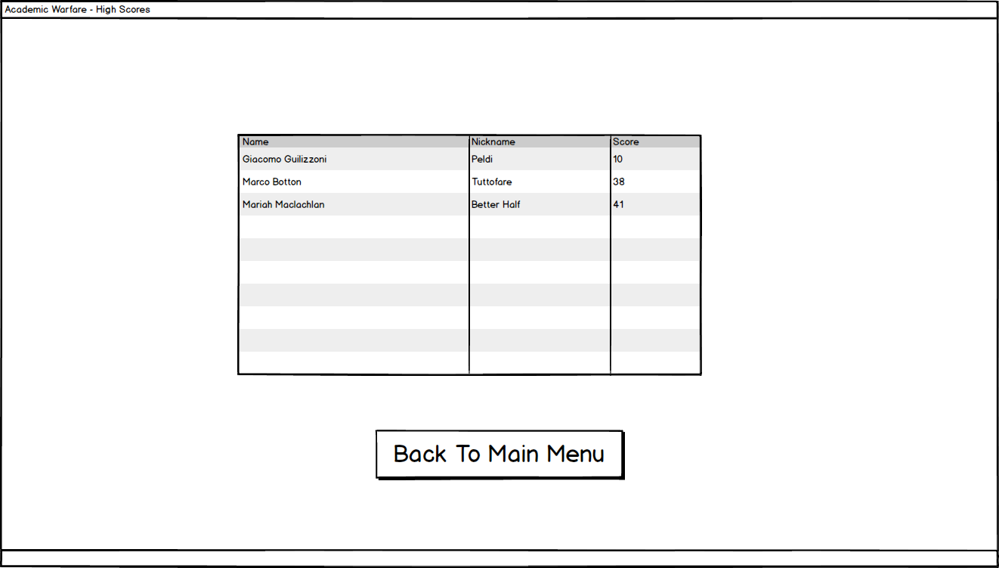 Academic Warfare - High Scores
Name Nickname Score
Giacomo Guilizzoni Peldi 10
Marco Botton Tuttofare 38
Mariah Maclachlan Better Half 41
Back To Main Menu